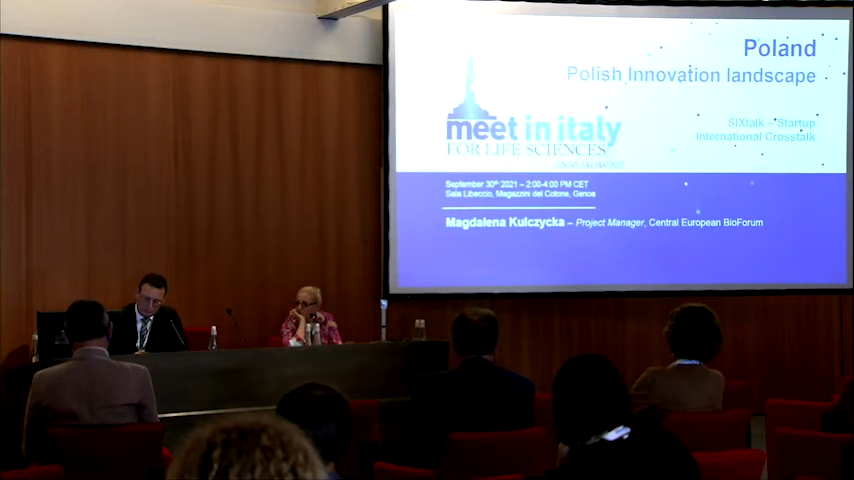 Poland
Polish Innovation landscape
meet in italy
FOR LIFE SCIENCES
SIXtalk – Startup
International Crosstalk
September 30th 2021 – 2:00-4:00 PM CET
Sala Libeccio, Magazzini del Cotone, Genoa
Magdalena Kulczycka – Project Manager, Central European BioForum